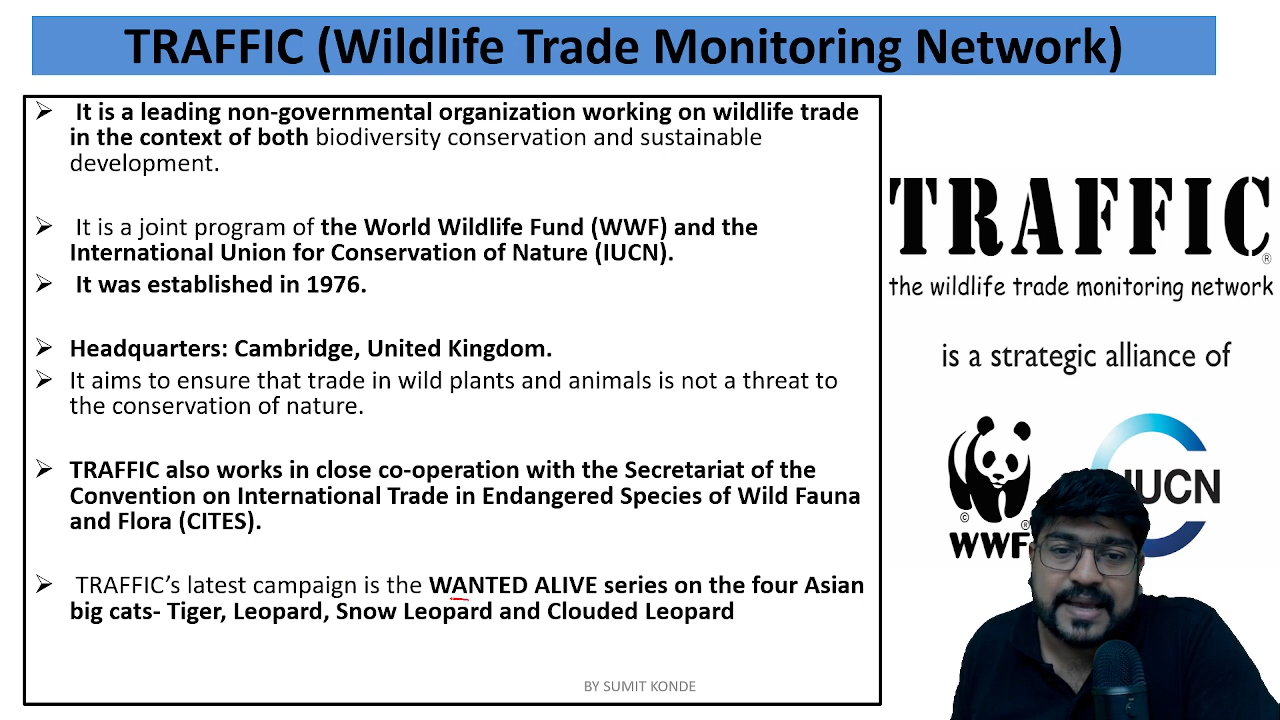 TRAFFIC (Wildlife Trade Monitoring Network)
➢ It is a leading non-governmental organization working on wildlife trade
in the context of both biodiversity conservation and sustainable
development.
➢ It is a joint program of the World Wildlife Fund (WWF) and the
International Union for Conservation of Nature (IUCN).
➢ It was established in 1976.
➢ Headquarters: Cambridge, United Kingdom.
➢ It aims to ensure that trade in wild plants and animals is not a threat to
the conservation of nature.
➢ TRAFFIC also works in close co-operation with the Secretariat of the
Convention on International Trade in Endangered Species of Wild Fauna
and Flora (CITES).
➢ TRAFFIC’s latest campaign is the WANTED ALIVE series on the four Asian
big cats- Tiger, Leopard, Snow Leopard and Clouded Leopard
BY SUMIT KONDE
TRAFFIC®
the wildlife trade monitoring network
is a strategic alliance of
© ®
WWF
IUCN